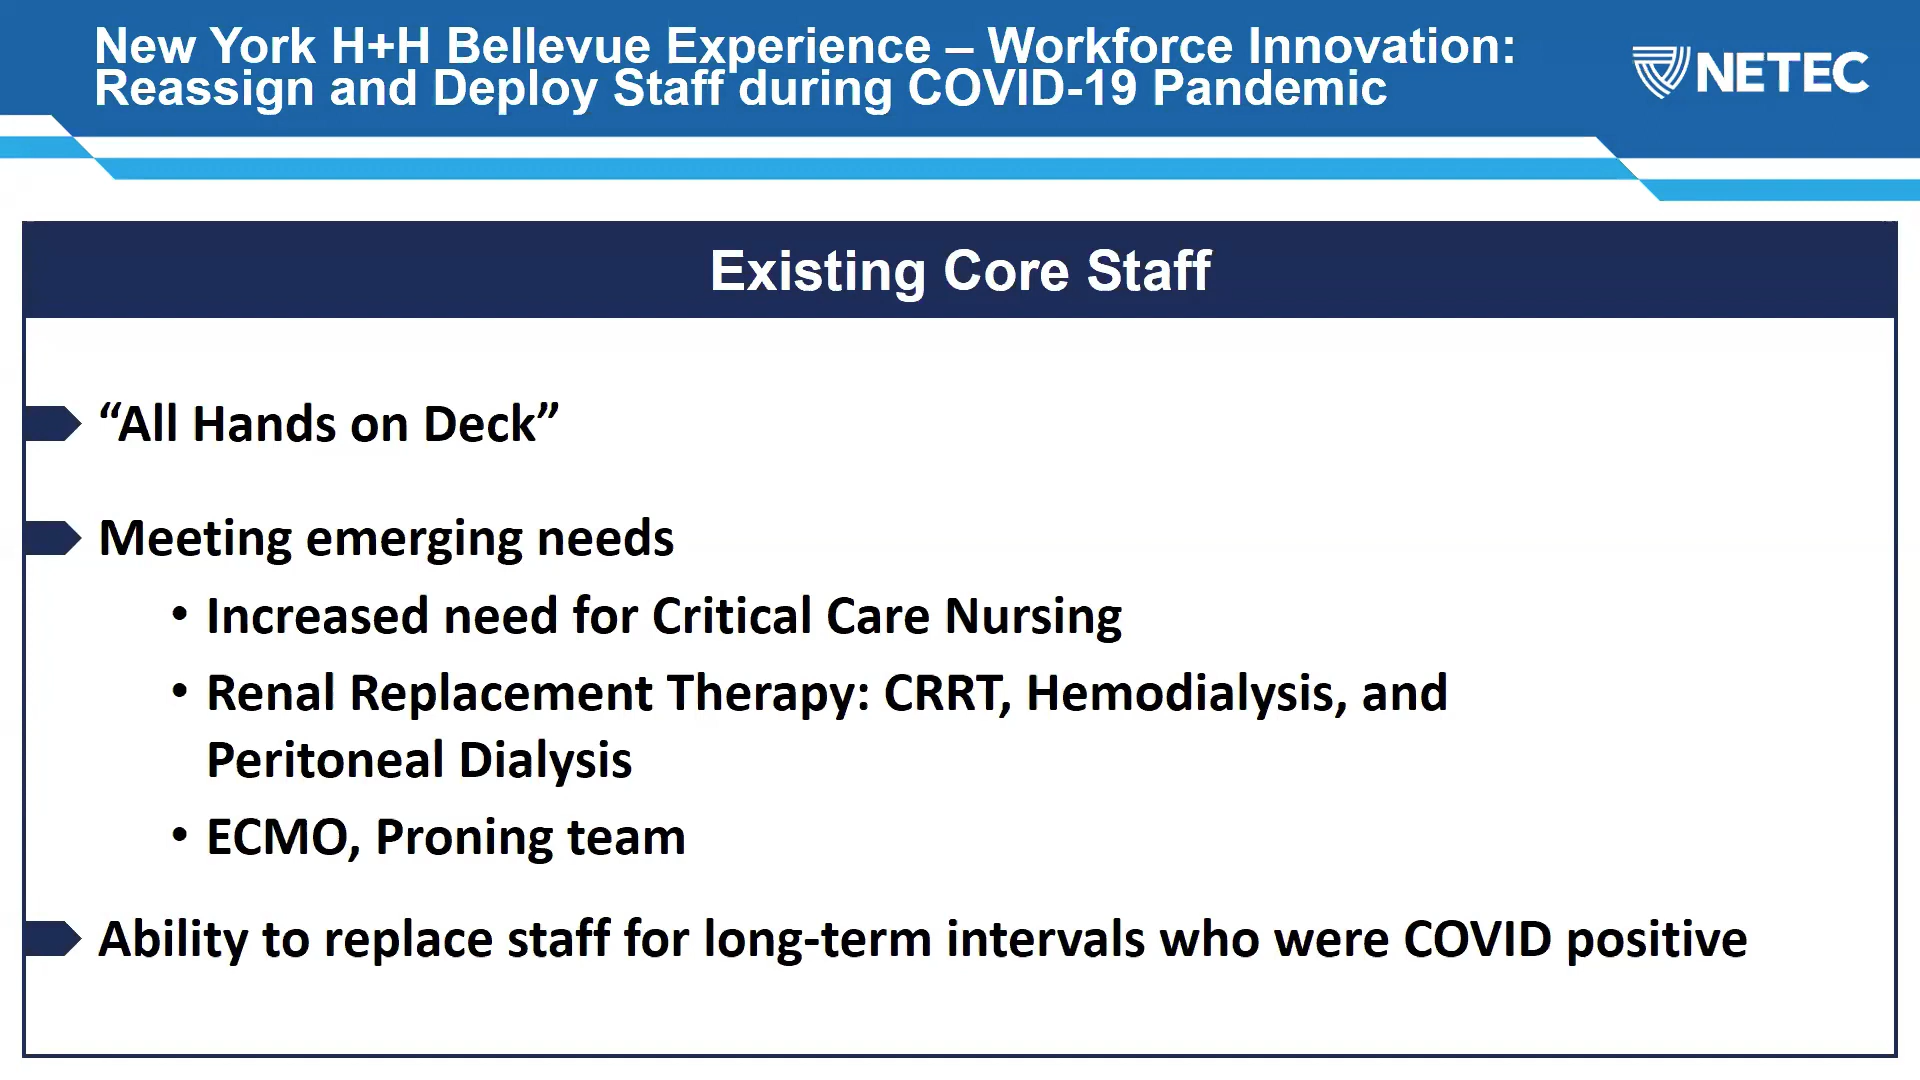 New York H+H Bellevue Experience – Workforce Innovation:
Reassign and Deploy Staff during COVID-19 Pandemic
NETEC
Existing Core Staff
“All Hands on Deck”
Meeting emerging needs
• Increased need for Critical Care Nursing
• Renal Replacement Therapy: CRRT, Hemodialysis, and
Peritoneal Dialysis
• ECMO, Proning team
Ability to replace staff for long-term intervals who were COVID positive